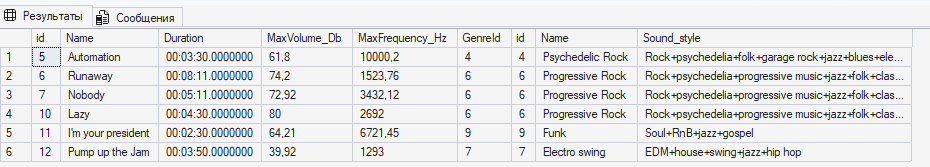 Результаты Сообщения
id Name Duration MaxVolume_Db MaxFrequency_Hz GenreId id Name Sound_style
1 5 Automation 00:03:30.0000000 61,8 10000,2 4 4 Psychedelic Rock Rock+psychedelia+folk+garage rock+jazz+blues+ele...
2 6 Runaway 00:08:11.0000000 74,2 1523,76 6 6 Progressive Rock Rock+psychedelia+progressive music+jazz+folk+clas...
3 7 Nobody 00:05:11.0000000 72,92 3432,12 6 6 Progressive Rock Rock+psychedelia+progressive music+jazz+folk+clas...
4 10 Lazy 00:04:30.0000000 80 2692 6 6 Progressive Rock Rock+psychedelia+progressive music+jazz+folk+clas...
5 11 I'm your president 00:02:30.0000000 64,21 6721,45 9 9 Funk Soul+RnB+jazz+gospel
6 12 Pump up the Jam 00:03:50.0000000 39,92 1293 7 7 Electro swing EDM+house+swing+jazz+hip hop